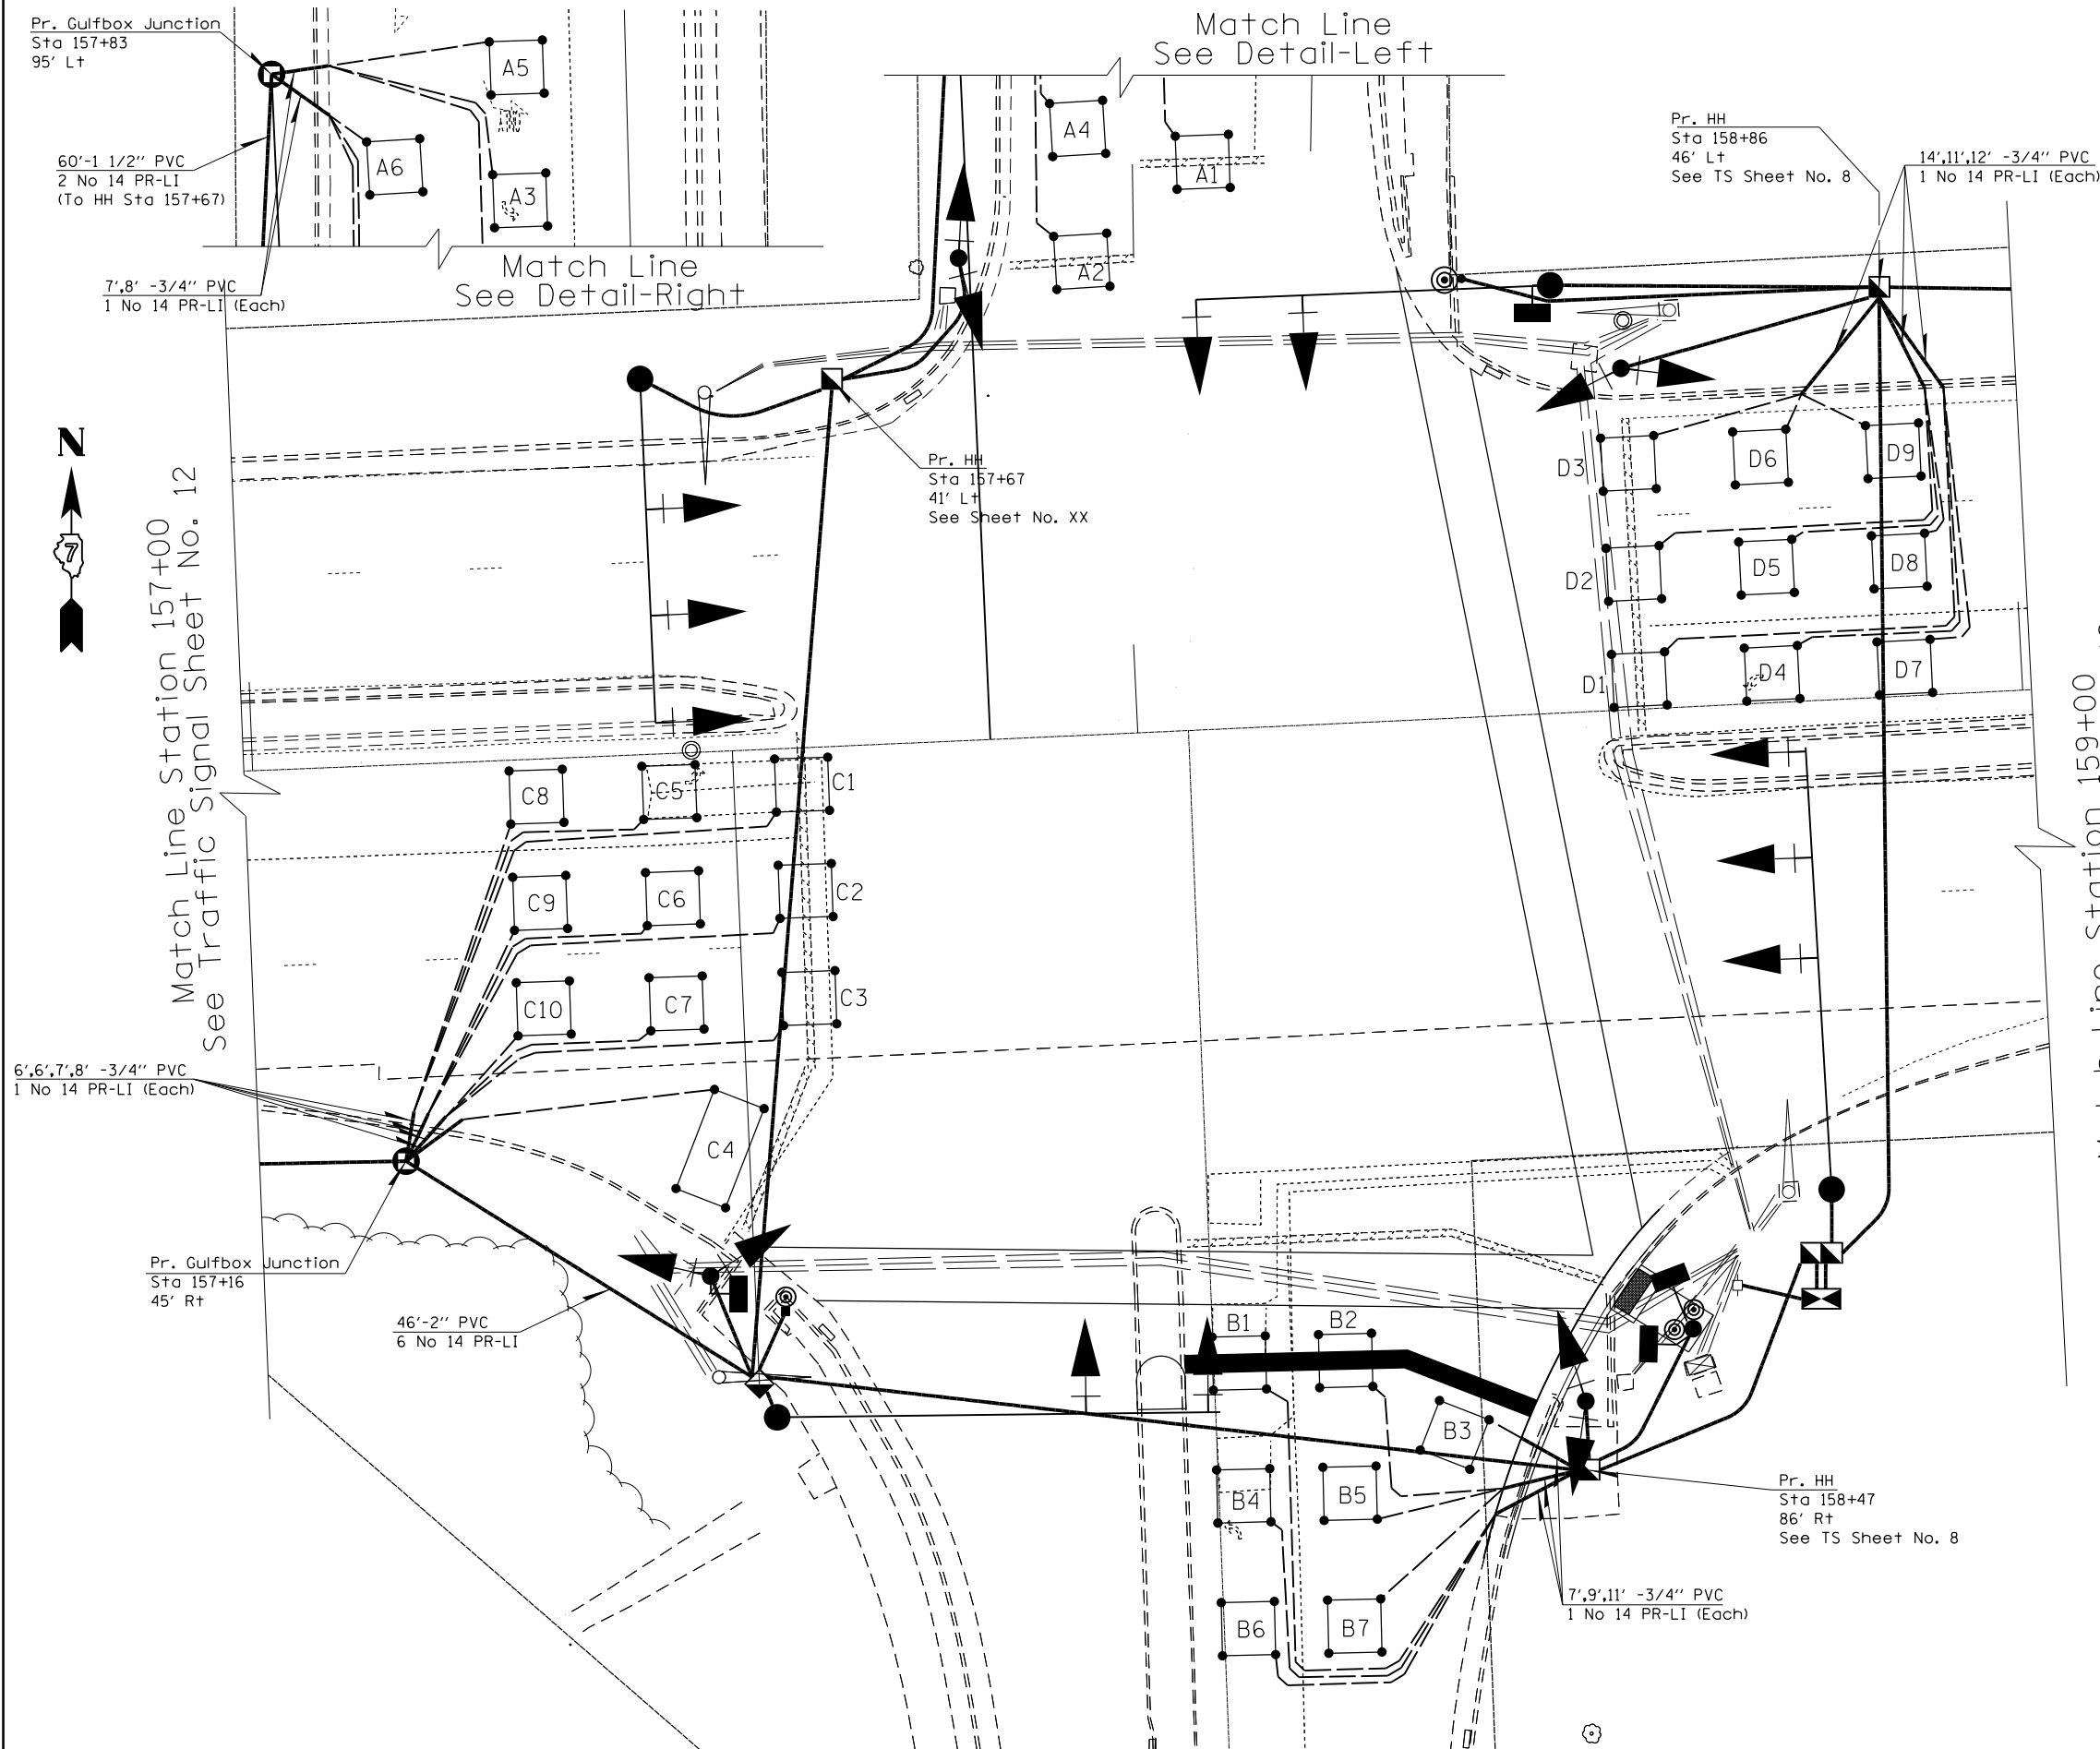 Pr. Gulfbox Junction
Sta 157+83
95' Lt
60'-1 1/2" PVC
2 No 14 PR-LI
(To HH Sta 157+67)
7',8' -3/4" PVC
1 No 14 PR-LI (Each)
A5
A6
A3
Match Line
See Detail-Right
Match Line
See Detail-Left
A4
A1
A2
Pr. HH
Sta 158+86
46' Lt
See TS Sheet No. 8
14',11',12' -3/4" PVC
1 No 14 PR-LI (Each)
N
7
Match Line Station 157+00
See Traffic Signal Sheet No. 12
Pr. HH
Sta 157+67
41' Lt
See Sheet No. XX
D3
D6
D9
D2
D5
D8
D1
D4
D7
C8
C5
C1
C9
C6
C2
C10
C7
C3
C4
6',6',7',8' -3/4" PVC
1 No 14 PR-LI (Each)
Pr. Gulfbox Junction
Sta 157+16
45' Rt
46'-2" PVC
6 No 14 PR-LI
B1
B2
B3
B4
B5
B6
B7
Pr. HH
Sta 158+47
86' Rt
See TS Sheet No. 8
7',9',11' -3/4" PVC
1 No 14 PR-LI (Each)
Line Station 159+00